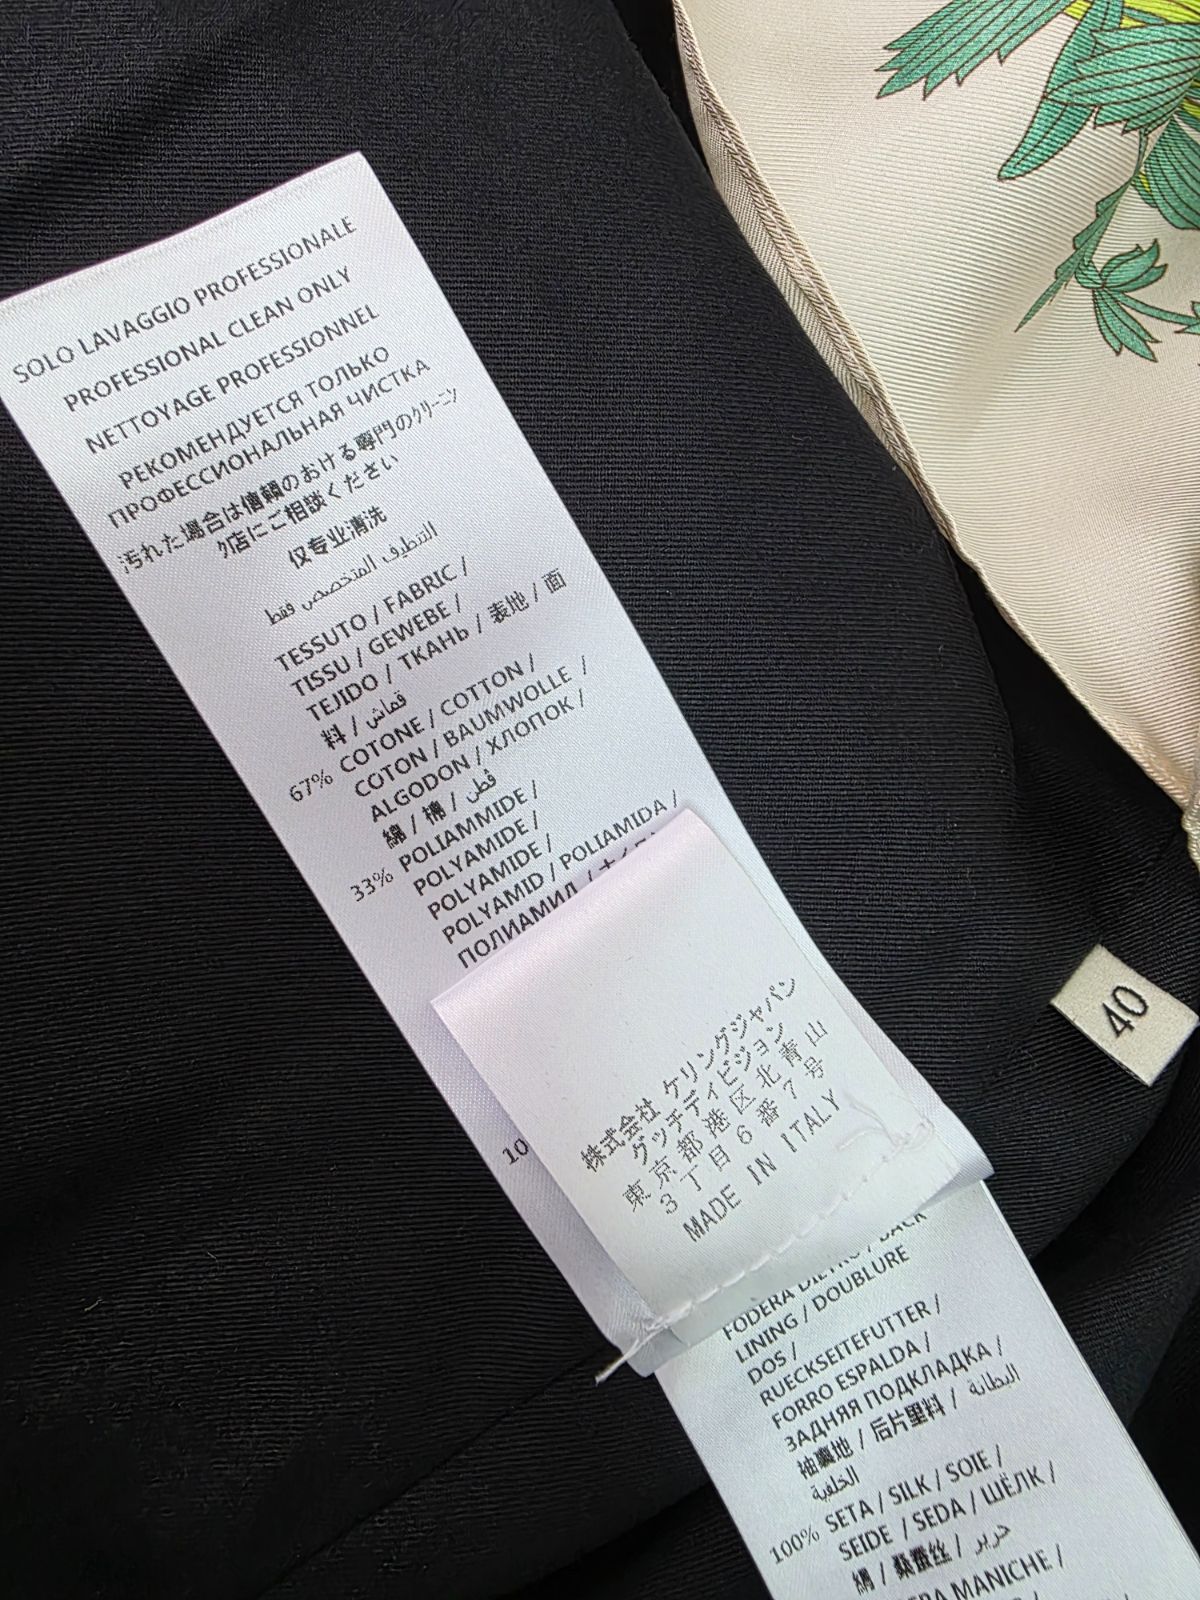 SOLO LAVAGGIO PROFESSIONALE
PROFESSIONAL CLEAN ONLY
NETTOYAGE PROFESSIONNEL
РЕКОМЕНДУЕТСЯ ТОЛЬКО
ПРОФЕССИОНАЛЬНАЯ ЧИСТКА
汚れた場合は信頼のおける専門のクリーニン
グ店にご相談ください
仅专业清洗
التنظيف المتخصص فقط
TESSUTO / FABRIC /
TISSU / GEWEBE /
TEJIDO / ТКАНЬ / 表地 / 面
料 / قماش
67% COTONE / COTTON /
COTON / BAUMWOLLE /
ALGODON / ХЛОПОК /
綿 / 棉 / قطن
33% POLIAMMIDE /
POLYAMIDE /
POLYAMIDE /
POLYAMID / POLIAMIDA /
ПОЛИАМИД /
10
株式会社 ケリングジャパン
グッチディビジョン
東京都港区北青山
3丁目6番7号
MADE IN ITALY
40
FODERA DIETRO / BACK
LINING / DOUBLURE
DOS /
RUECKSEITEFUTTER /
FORRO ESPALDA /
ЗАДНЯЯ ПОДКЛАДКА /
袖裏地 / 后片里料 / البطانة
الخلفية
100% SETA / SILK / SOIE /
SEIDE / SEDA / ШЁЛК /
絹 / 桑蚕丝 / حرير
MANICHE /